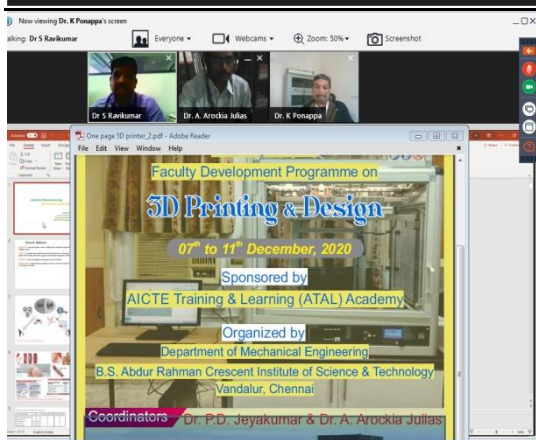 Now viewing Dr. K Ponappa's screen
alking: Dr S Ravikumar
Everyone
Webcams
Zoom: 50%
Screenshot
Dr S Ravikumar
Dr. A. Arockia Julias
Dr. K Ponappa
One page 3D printer_2.pdf - Adobe Reader
File Edit View Window Help
Faculty Development Programme on
3D Printing & Design
07th to 11th December, 2020
Sponsored by
AICTE Training & Learning (ATAL) Academy
Organized by
Department of Mechanical Engineering
B.S. Abdur Rahman Crescent Institute of Science & Technology
Vandalur, Chennai
Coordinators Dr. P.D. Jeyakumar & Dr. A. Arockia Julias